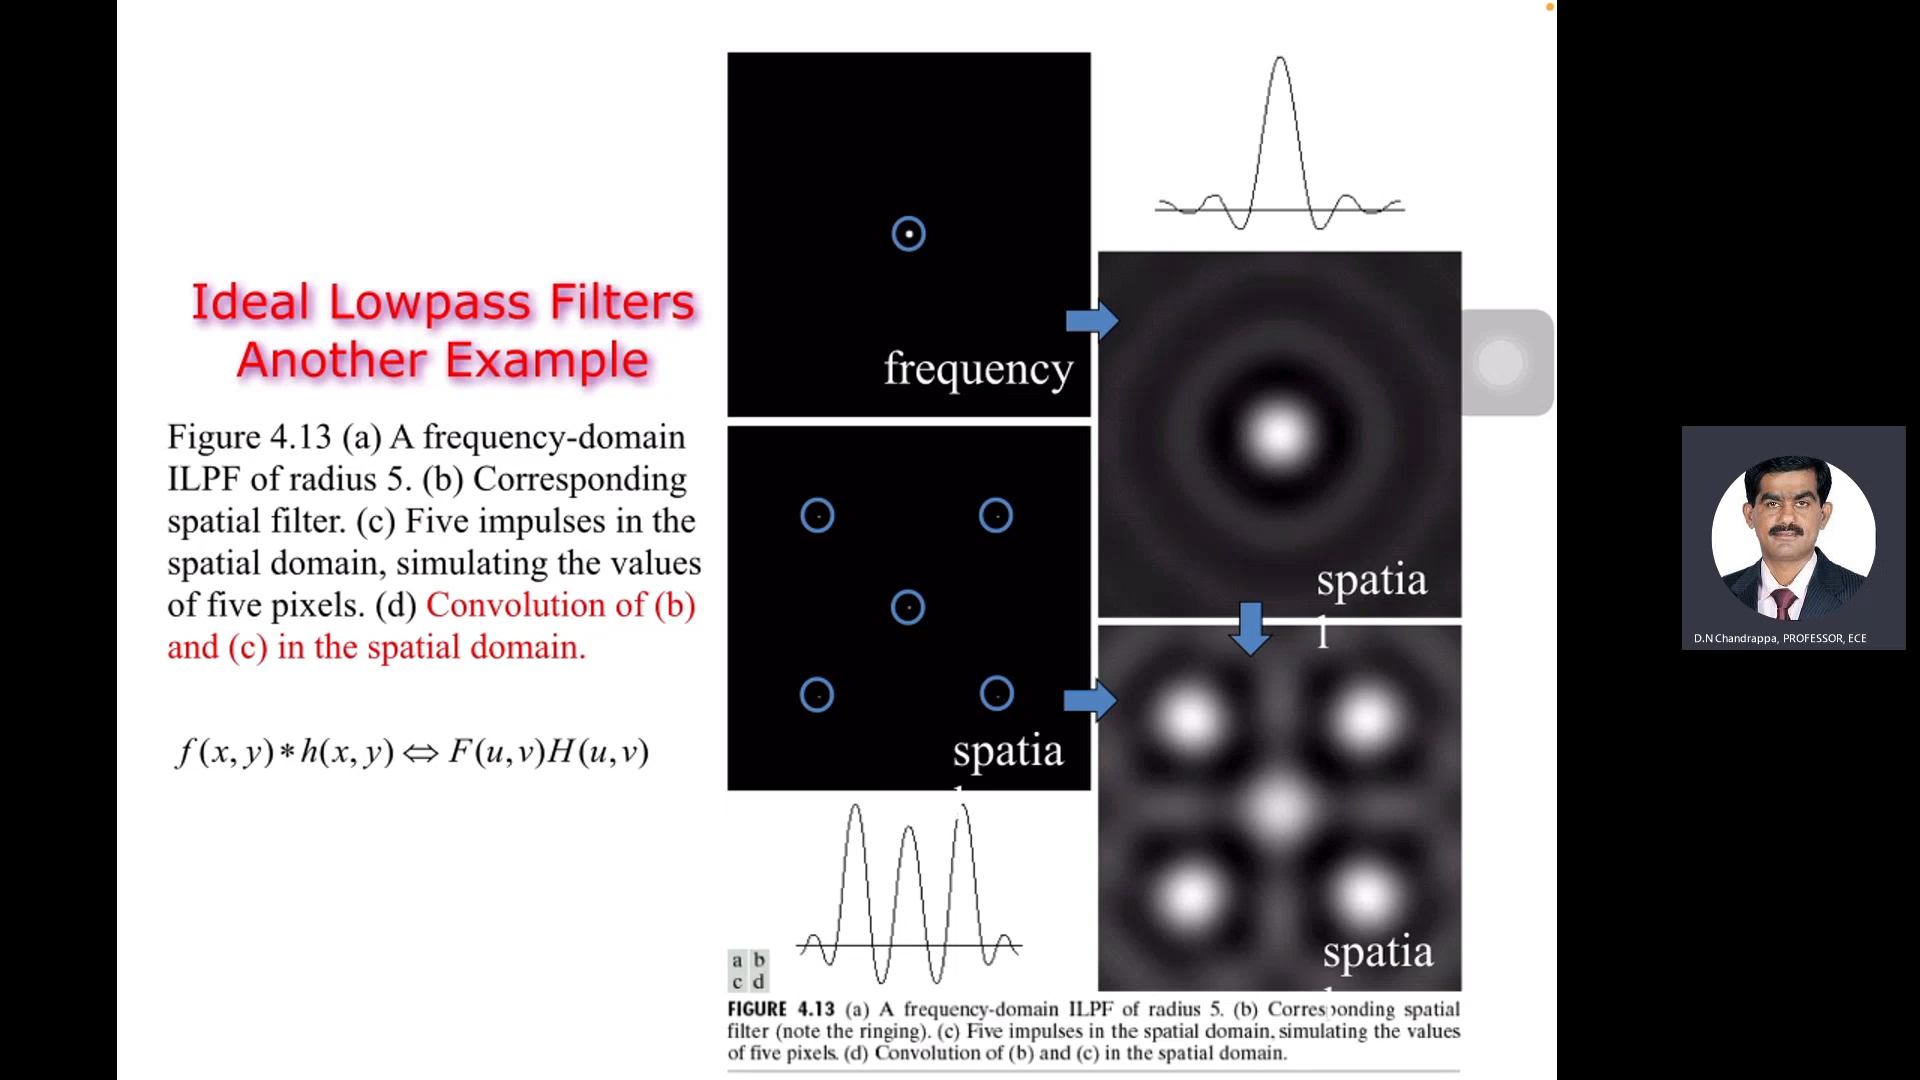 Ideal Lowpass Filters
Another Example
Figure 4.13 (a) A frequency-domain
ILPF of radius 5. (b) Corresponding
spatial filter. (c) Five impulses in the
spatial domain, simulating the values
of five pixels. (d) Convolution of (b)
and (c) in the spatial domain.
f(x,y)*h(x,y)⇔F(u,v)H(u,v)
frequency
spatia
l
spatia
spatia
a b
c d
FIGURE 4.13 (a) A frequency-domain ILPF of radius 5. (b) Corresponding spatial
filter (note the ringing). (c) Five impulses in the spatial domain, simulating the values
of five pixels. (d) Convolution of (b) and (c) in the spatial domain.
D.N Chandrappa, PROFESSOR, ECE